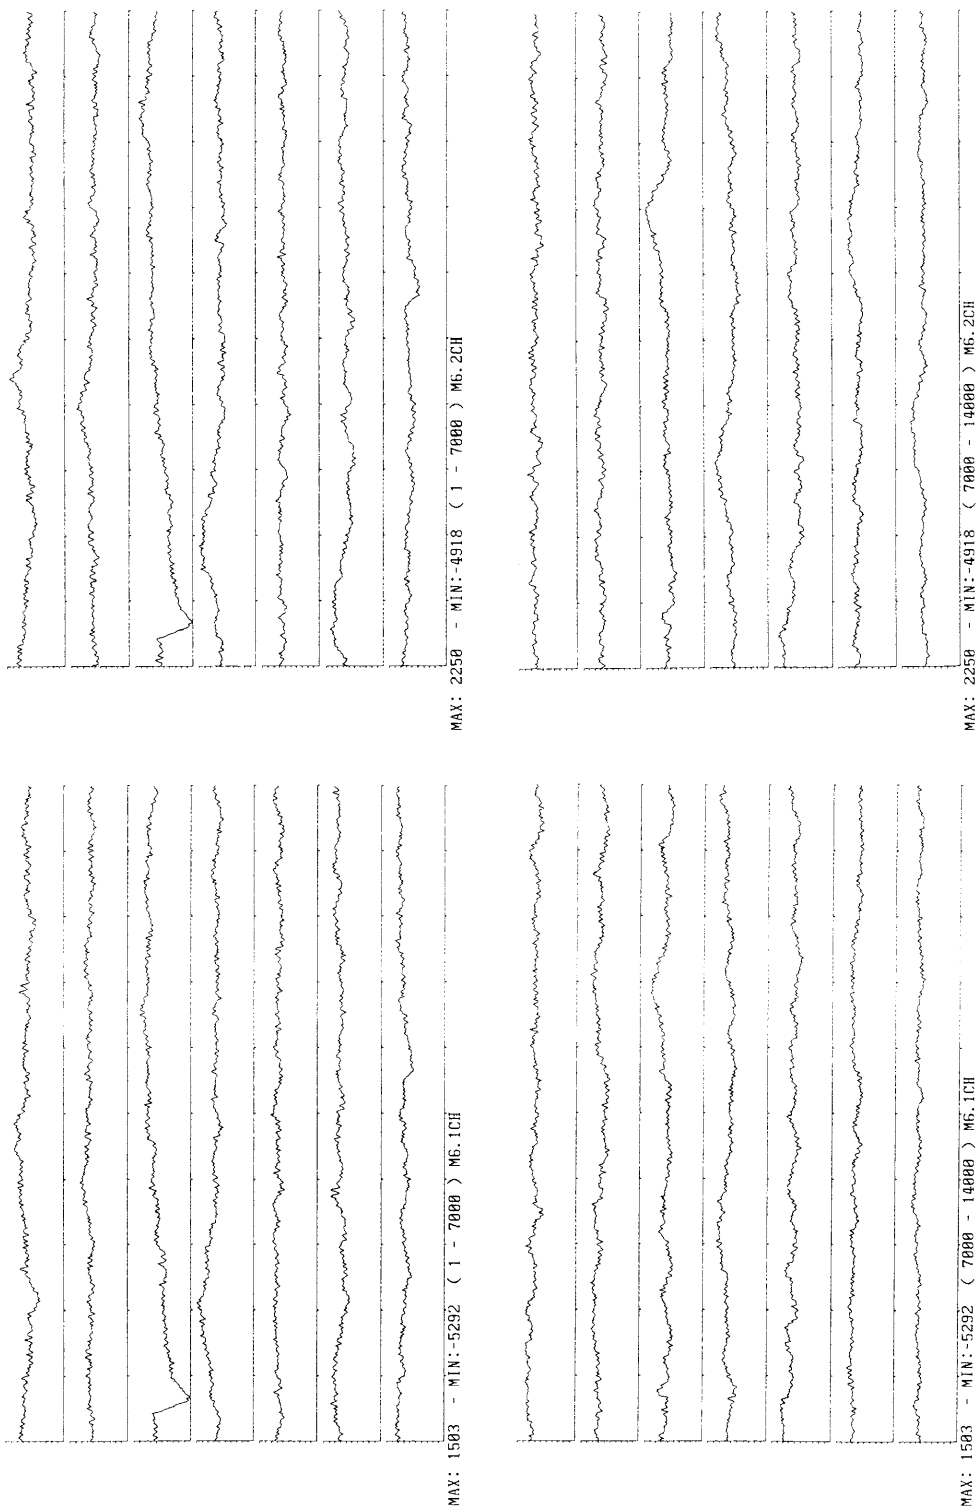 MAX: 2250 - MIN:-4918 ( 1 - 7000 ) M6.2CH
MAX: 2250 - MIN:-4918 ( 7000 - 14000 ) M6.2CH
MAX: 1503 - MIN:-5292 ( 1 - 7000 ) M6.1CH
MAX: 1503 - MIN:-5292 ( 7000 - 14000 ) M6.1CH